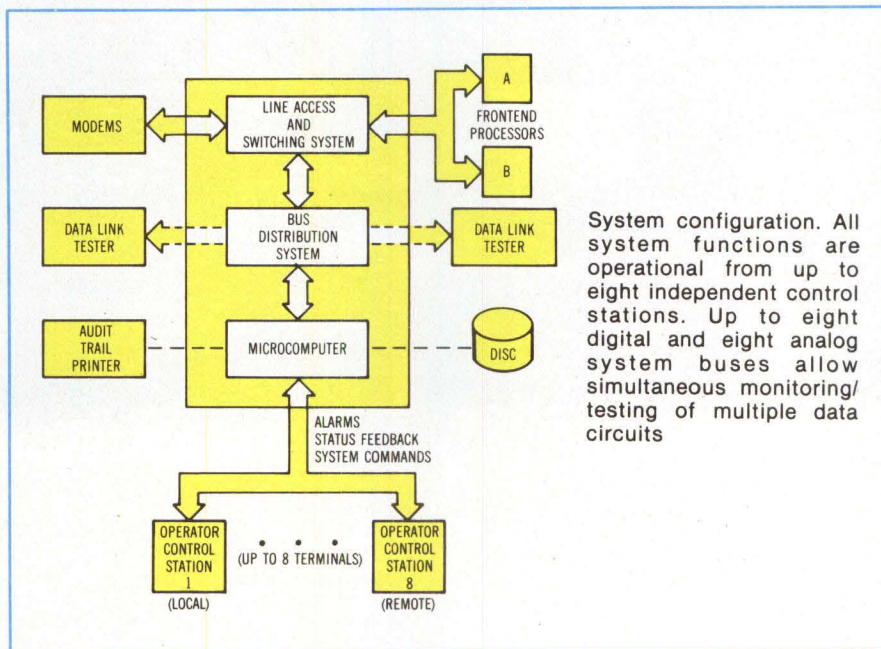 MODEMS
LINE ACCESS
AND
SWITCHING SYSTEM
A
FRONTEND
PROCESSORS
B
DATA LINK
TESTER
BUS
DISTRIBUTION
SYSTEM
DATA LINK
TESTER
AUDIT
TRAIL
PRINTER
MICROCOMPUTER
DISC
ALARMS
STATUS FEEDBACK
SYSTEM COMMANDS
OPERATOR
CONTROL
STATION
1
(LOCAL)
(UP TO 8 TERMINALS)
OPERATOR
CONTROL
STATION
8
(REMOTE)
System configuration. All
system functions are
operational from up to
eight independent control
stations. Up to eight
digital and eight analog
system buses allow
simultaneous monitoring/
testing of multiple data
circuits